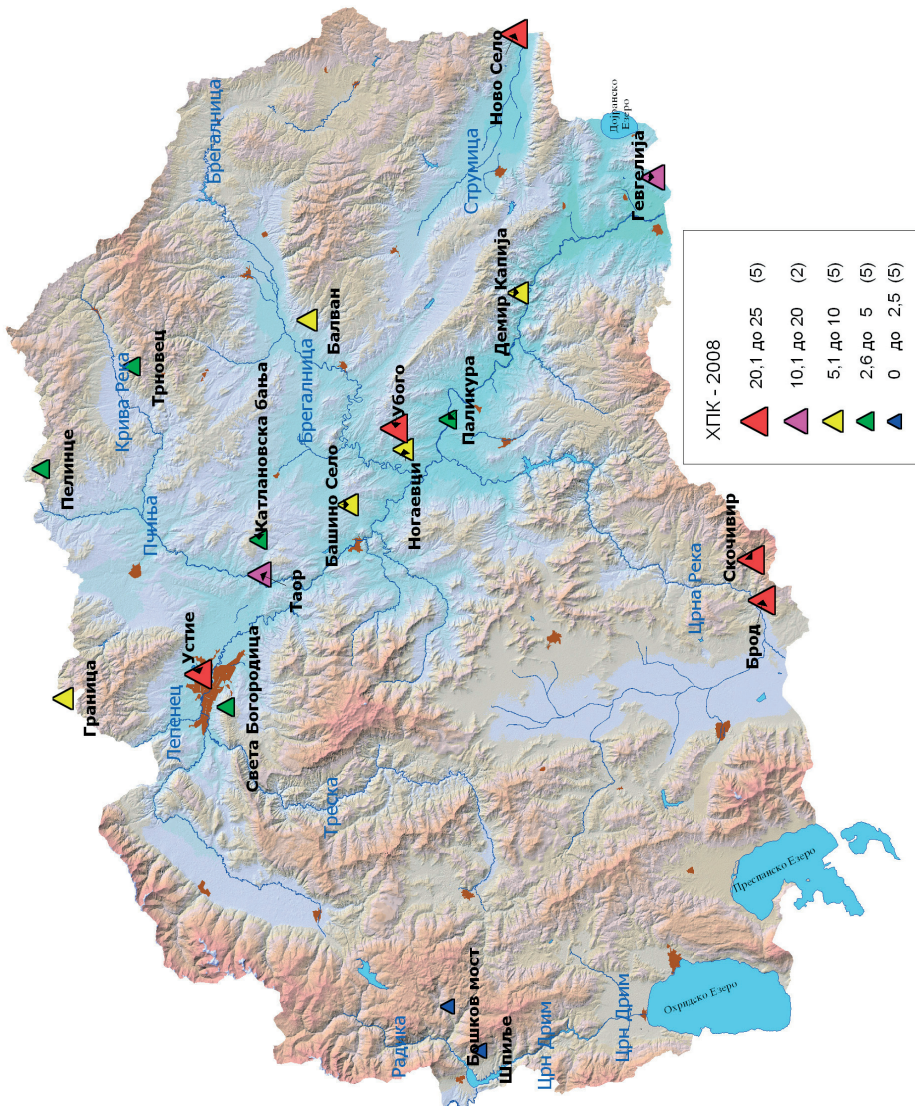 Ново Село
Струмица
Дојранско
Езеро
Гевгелија
Брегалница
Демир Капија
Балван
Брегалница
Трновец
Крива Река
Пелинце
Катлановска бања
Пчиња
Убого
Паликура
Башино Село
Ногаевци
Таор
Устие
Граница
Лепенец
Света Богородица
Треска
Скочивир
Црна Река
Брод
Преспанско Езеро
Охридско Езеро
Радика
Бошков мост
Шпиље
Црн Дрим
Црн Дрим
ХПК - 2008
20,1 до 25 (5)
10,1 до 20 (2)
5,1 до 10 (5)
2,6 до 5 (5)
0 до 2,5 (5)